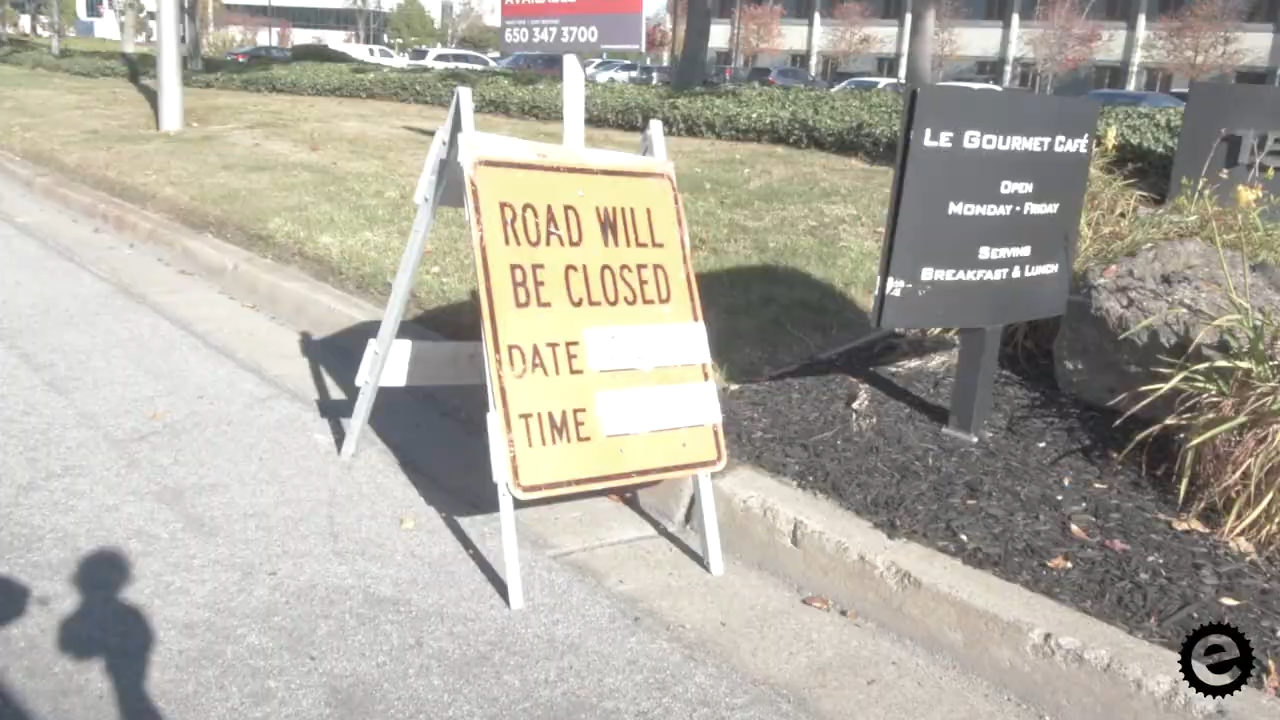 650 347 3700
ROAD WILL
BE CLOSED
DATE
TIME
LE GOURMET CAFÉ
OPEN
MONDAY - FRIDAY
SERVING
BREAKFAST & LUNCH
e